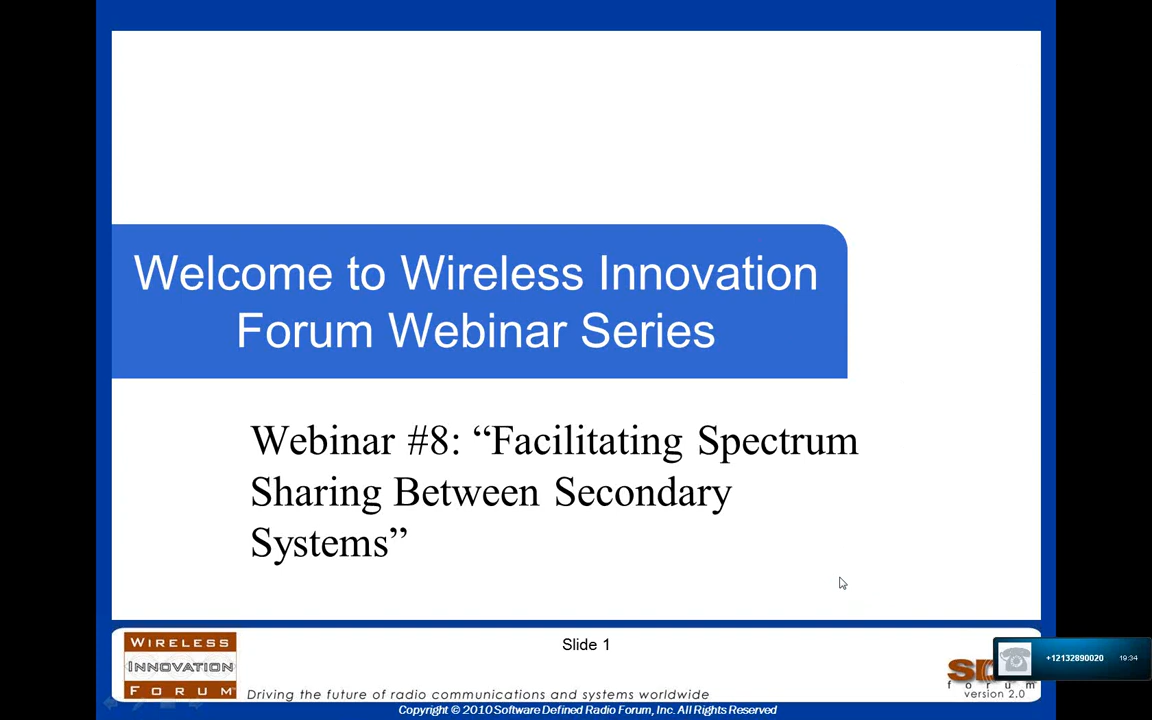 Welcome to Wireless Innovation
Forum Webinar Series
Webinar #8: “Facilitating Spectrum
Sharing Between Secondary
Systems”
Slide 1
WIRELESS
INNOVATION
FORUM
Driving the future of radio communications and systems worldwide
+12132890020 19:34
forum
version 2.0
Copyright © 2010 Software Defined Radio Forum, Inc. All Rights Reserved